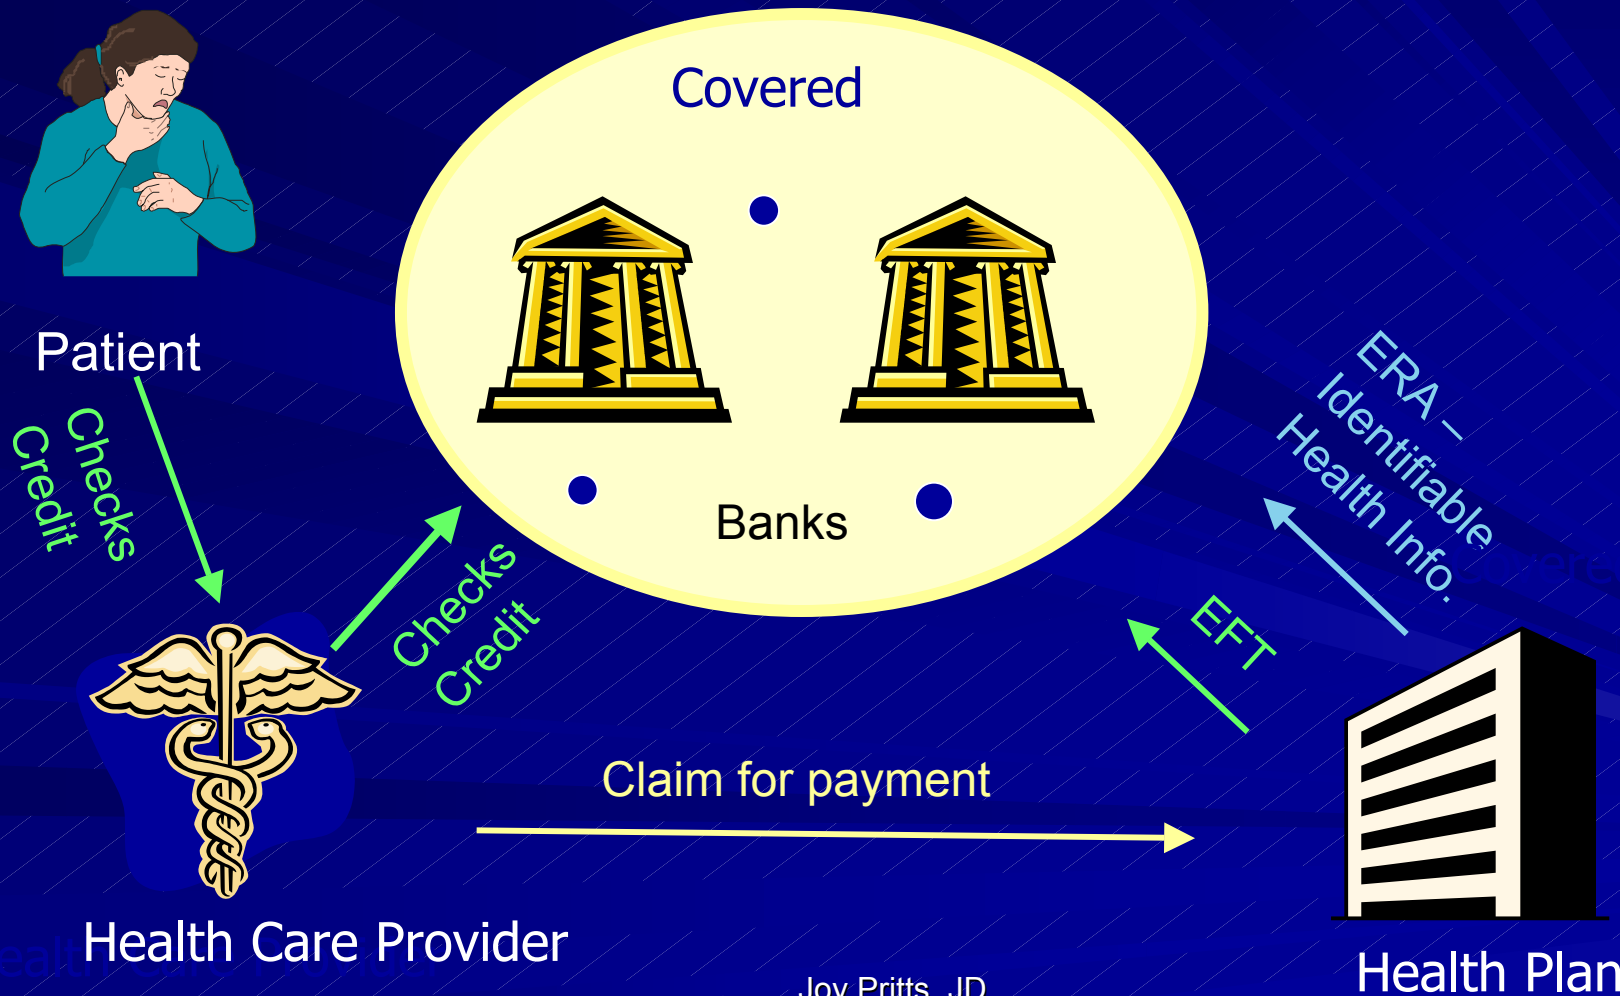 Covered
Patient
Checks
Credit
Banks
Checks
Credit
ERA –
Identifiable
Health Info.
EFT
Claim for payment
Health Care Provider
Health Plan
Joy Pritts, JD